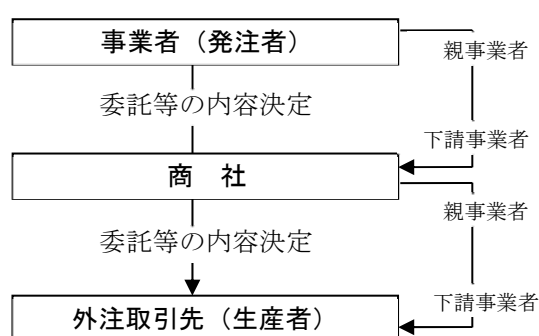 事業者（発注者）
親事業者
委託等の内容決定
下請事業者
商　社
親事業者
委託等の内容決定
下請事業者
外注取引先（生産者）